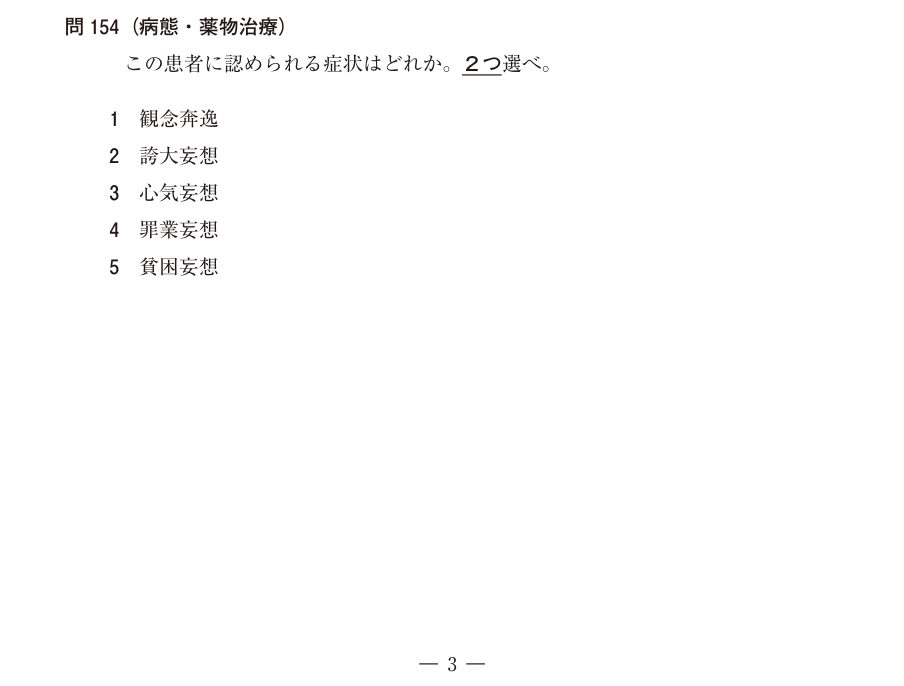 問 154（病態・薬物治療）
この患者に認められる症状はどれか。２つ選べ。
1 観念奔逸
2 誇大妄想
3 心気妄想
4 罪業妄想
5 貧困妄想
― 3 ―